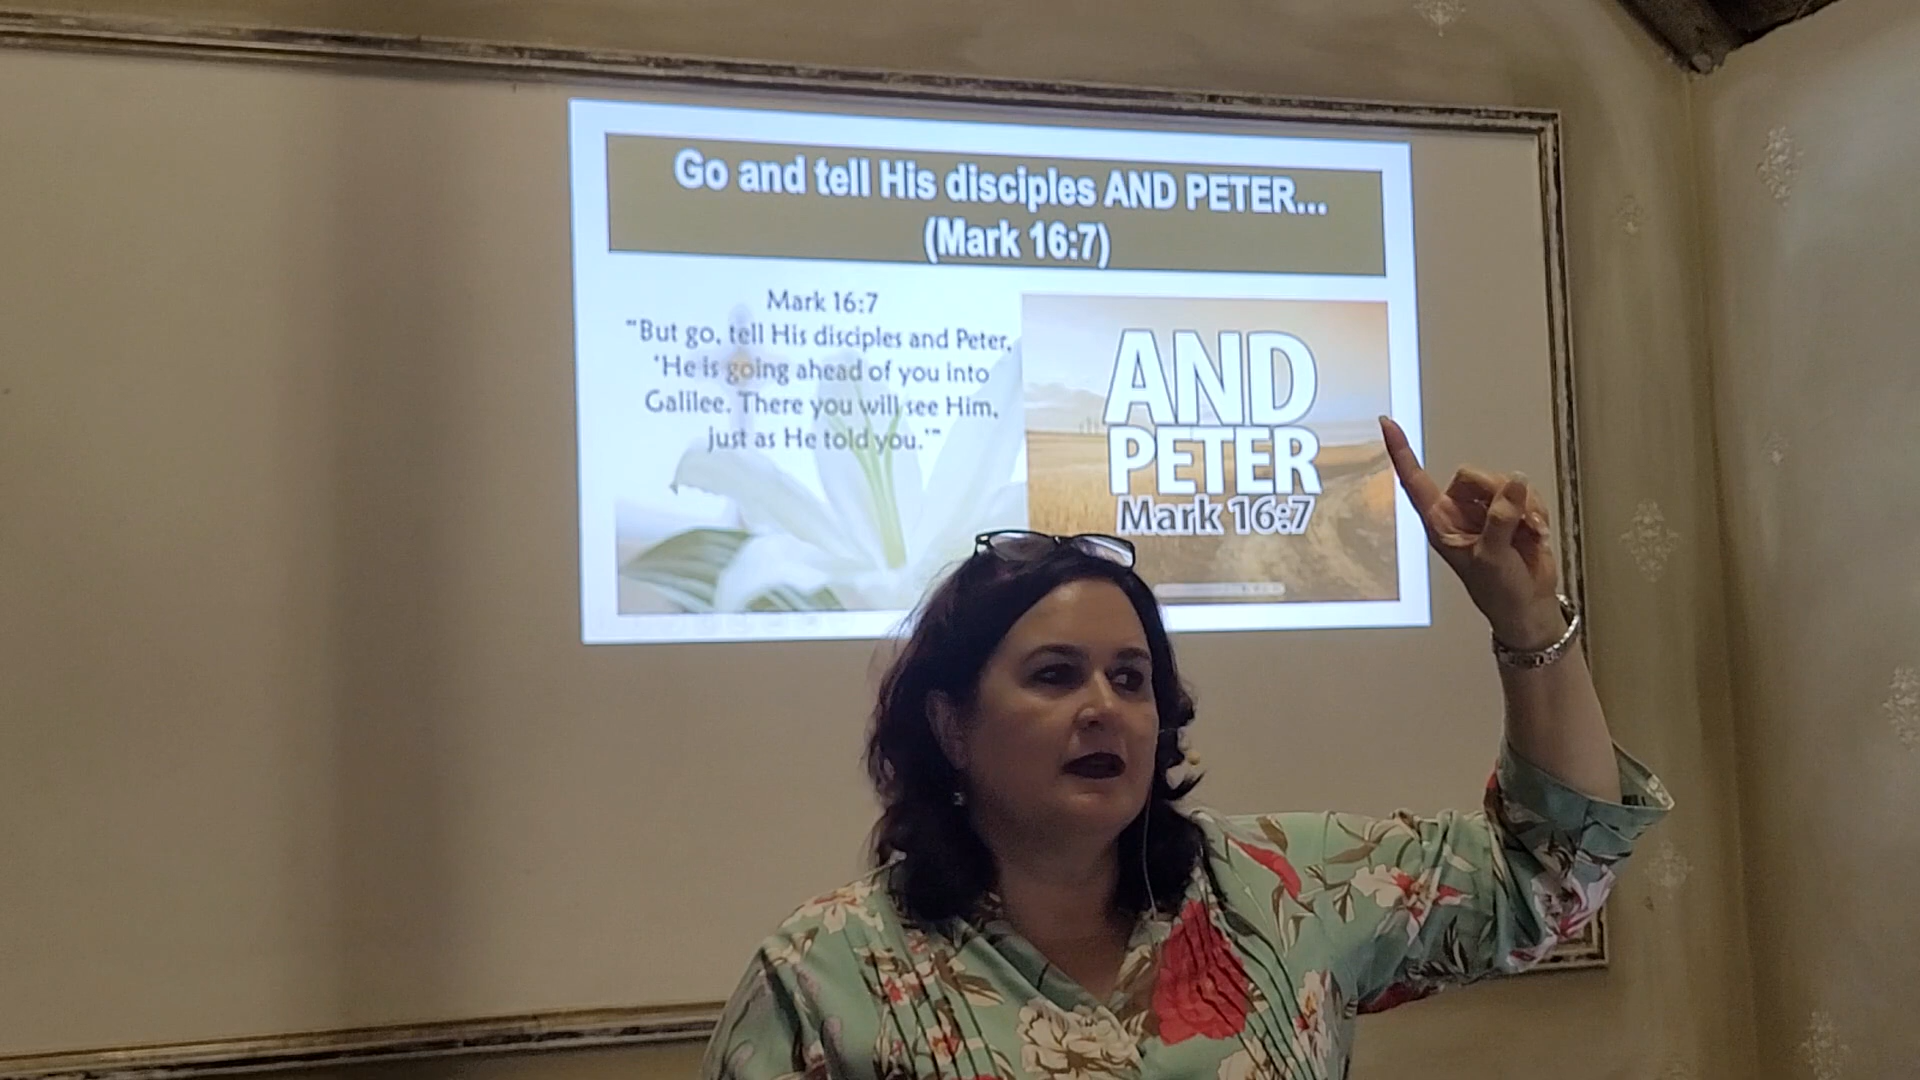 Go and tell His disciples AND PETER...
(Mark 16:7)
Mark 16:7
"But go, tell His disciples and Peter,
'He is going ahead of you into
Galilee. There you will see Him,
just as He told you.'"
AND
PETER
Mark 16:7